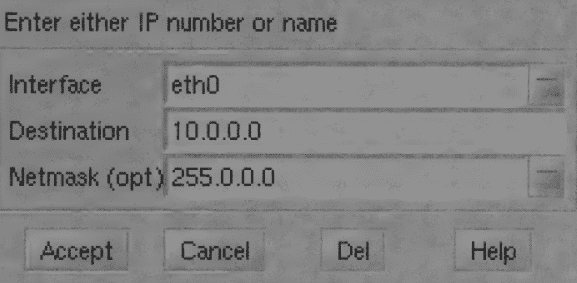 Enter either IP number or name
Interface eth0
Destination 10.0.0.0
Netmask (opt) 255.0.0.0
Accept Cancel Del Help